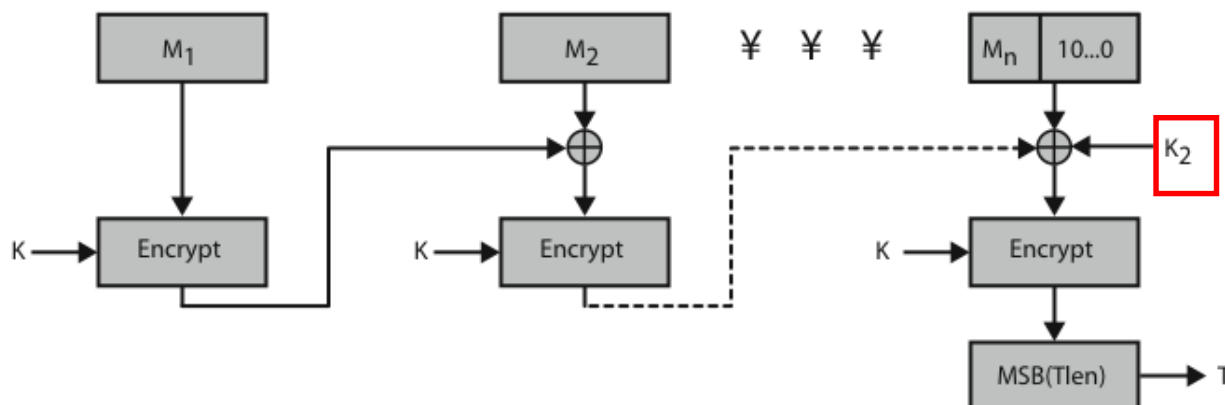 M1 M2 ¥ ¥ ¥ Mn 10...0
K2
K Encrypt K Encrypt K Encrypt
MSB(Tlen) T